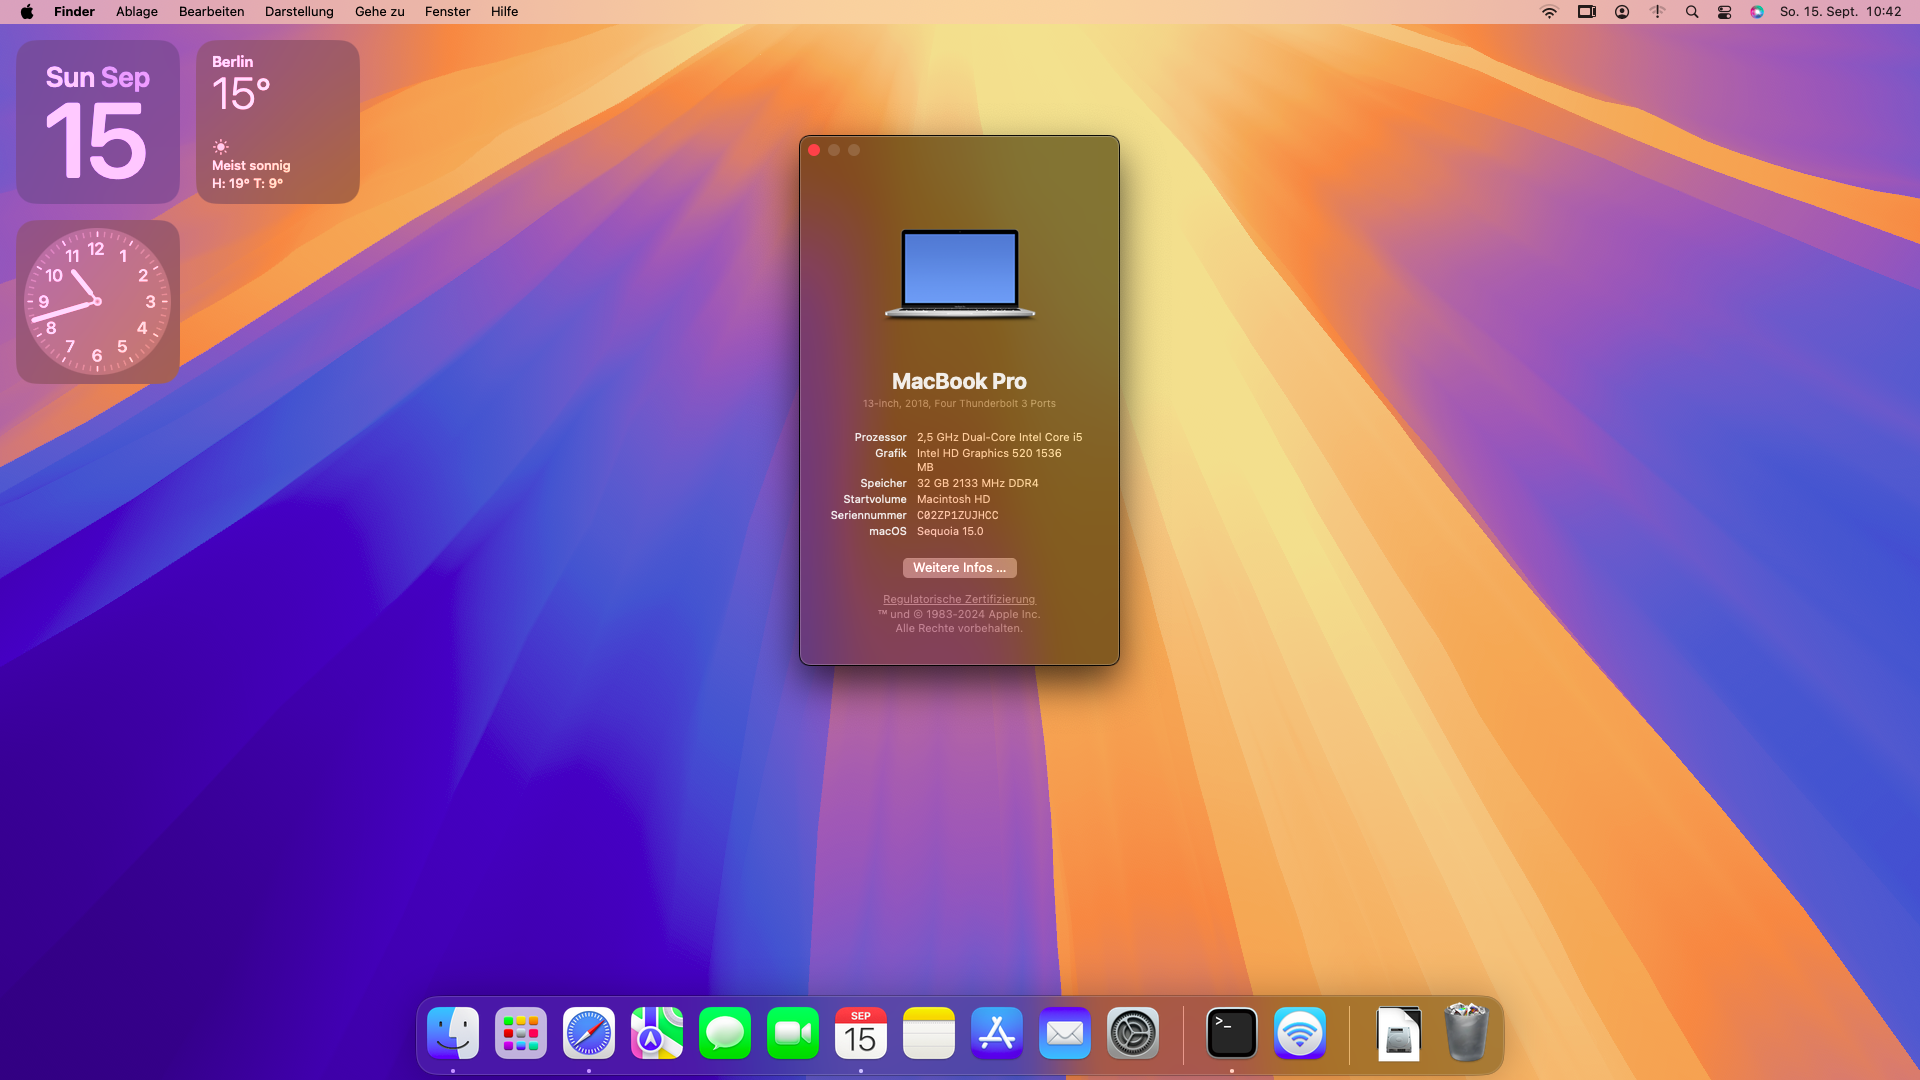 Finder Ablage Bearbeiten Darstellung Gehe zu Fenster Hilfe
So. 15. Sept. 10:42
Sun Sep
15
Berlin
15°
Meist sonnig
H: 19° T: 9°
12
1
2
3
4
5
6
7
8
9
10
11
MacBook Pro
13-inch, 2018, Four Thunderbolt 3 Ports
Prozessor 2,5 GHz Dual-Core Intel Core i5
Grafik Intel HD Graphics 520 1536
MB
Speicher 32 GB 2133 MHz DDR4
Startvolume Macintosh HD
Seriennummer C02ZP1ZUJHCC
macOS Sequoia 15.0
Weitere Infos ...
Regulatorische Zertifizierung
™ und © 1983-2024 Apple Inc.
Alle Rechte vorbehalten.
SEP
15
>_